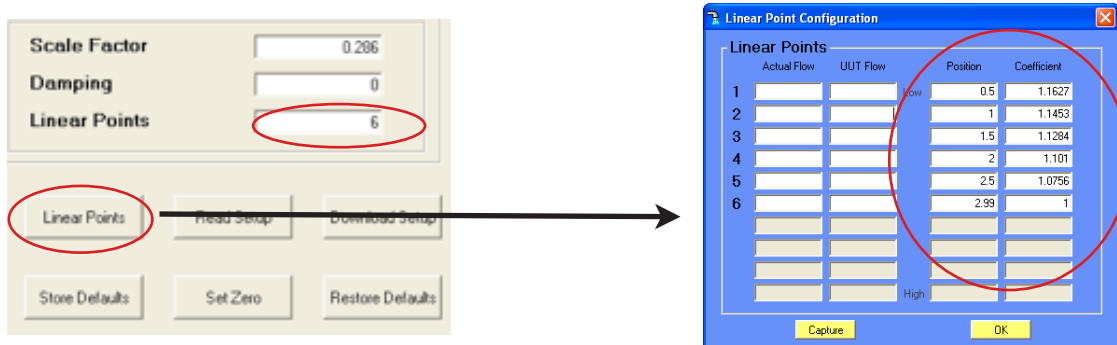 Scale Factor 0.286
Damping 0
Linear Points 6
Linear Points Read Setup Download Setup
Store Defaults Set Zero Restore Defaults
Linear Point Configuration
Linear Points
Actual Flow UUT Flow Position Coefficient
1 Low 0.5 1.1627
2 1 1.1453
3 1.5 1.1284
4 2 1.101
5 2.5 1.0756
6 2.99 1
High
Capture OK